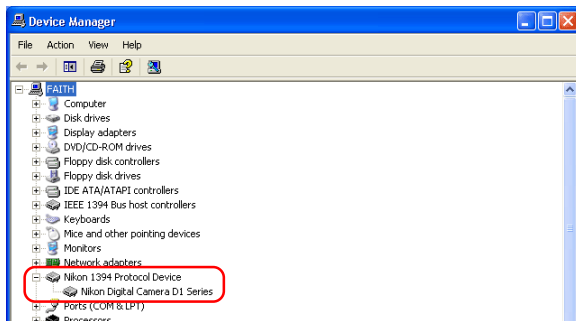 Device Manager
File Action View Help
FAITH
Computer
Disk drives
Display adapters
DVD/CD-ROM drives
Floppy disk controllers
Floppy disk drives
IDE ATA/ATAPI controllers
IEEE 1394 Bus host controllers
Keyboards
Mice and other pointing devices
Monitors
Network adapters
Nikon 1394 Protocol Device
Nikon Digital Camera D1 Series
Ports (COM & LPT)
Processors